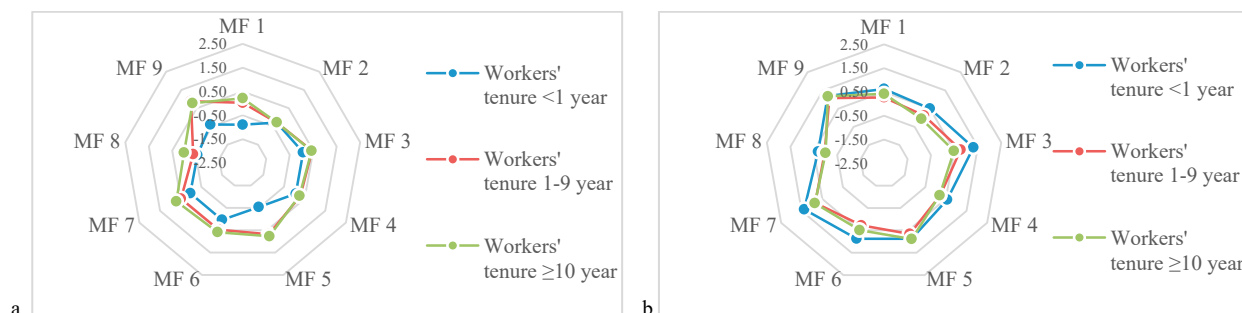 MF 1
2.50
1.50
0.50
-0.50
-1.50
-2.50
MF 2
MF 3
MF 4
MF 5
MF 6
MF 7
MF 8
MF 9
Workers'
tenure <1 year
Workers'
tenure 1-9 year
Workers'
tenure ≥10 year
a
MF 1
2.50
1.50
0.50
-0.50
-1.50
-2.50
MF 2
MF 3
MF 4
MF 5
MF 6
MF 7
MF 8
MF 9
Workers'
tenure <1 year
Workers'
tenure 1-9 year
Workers'
tenure ≥10 year
b